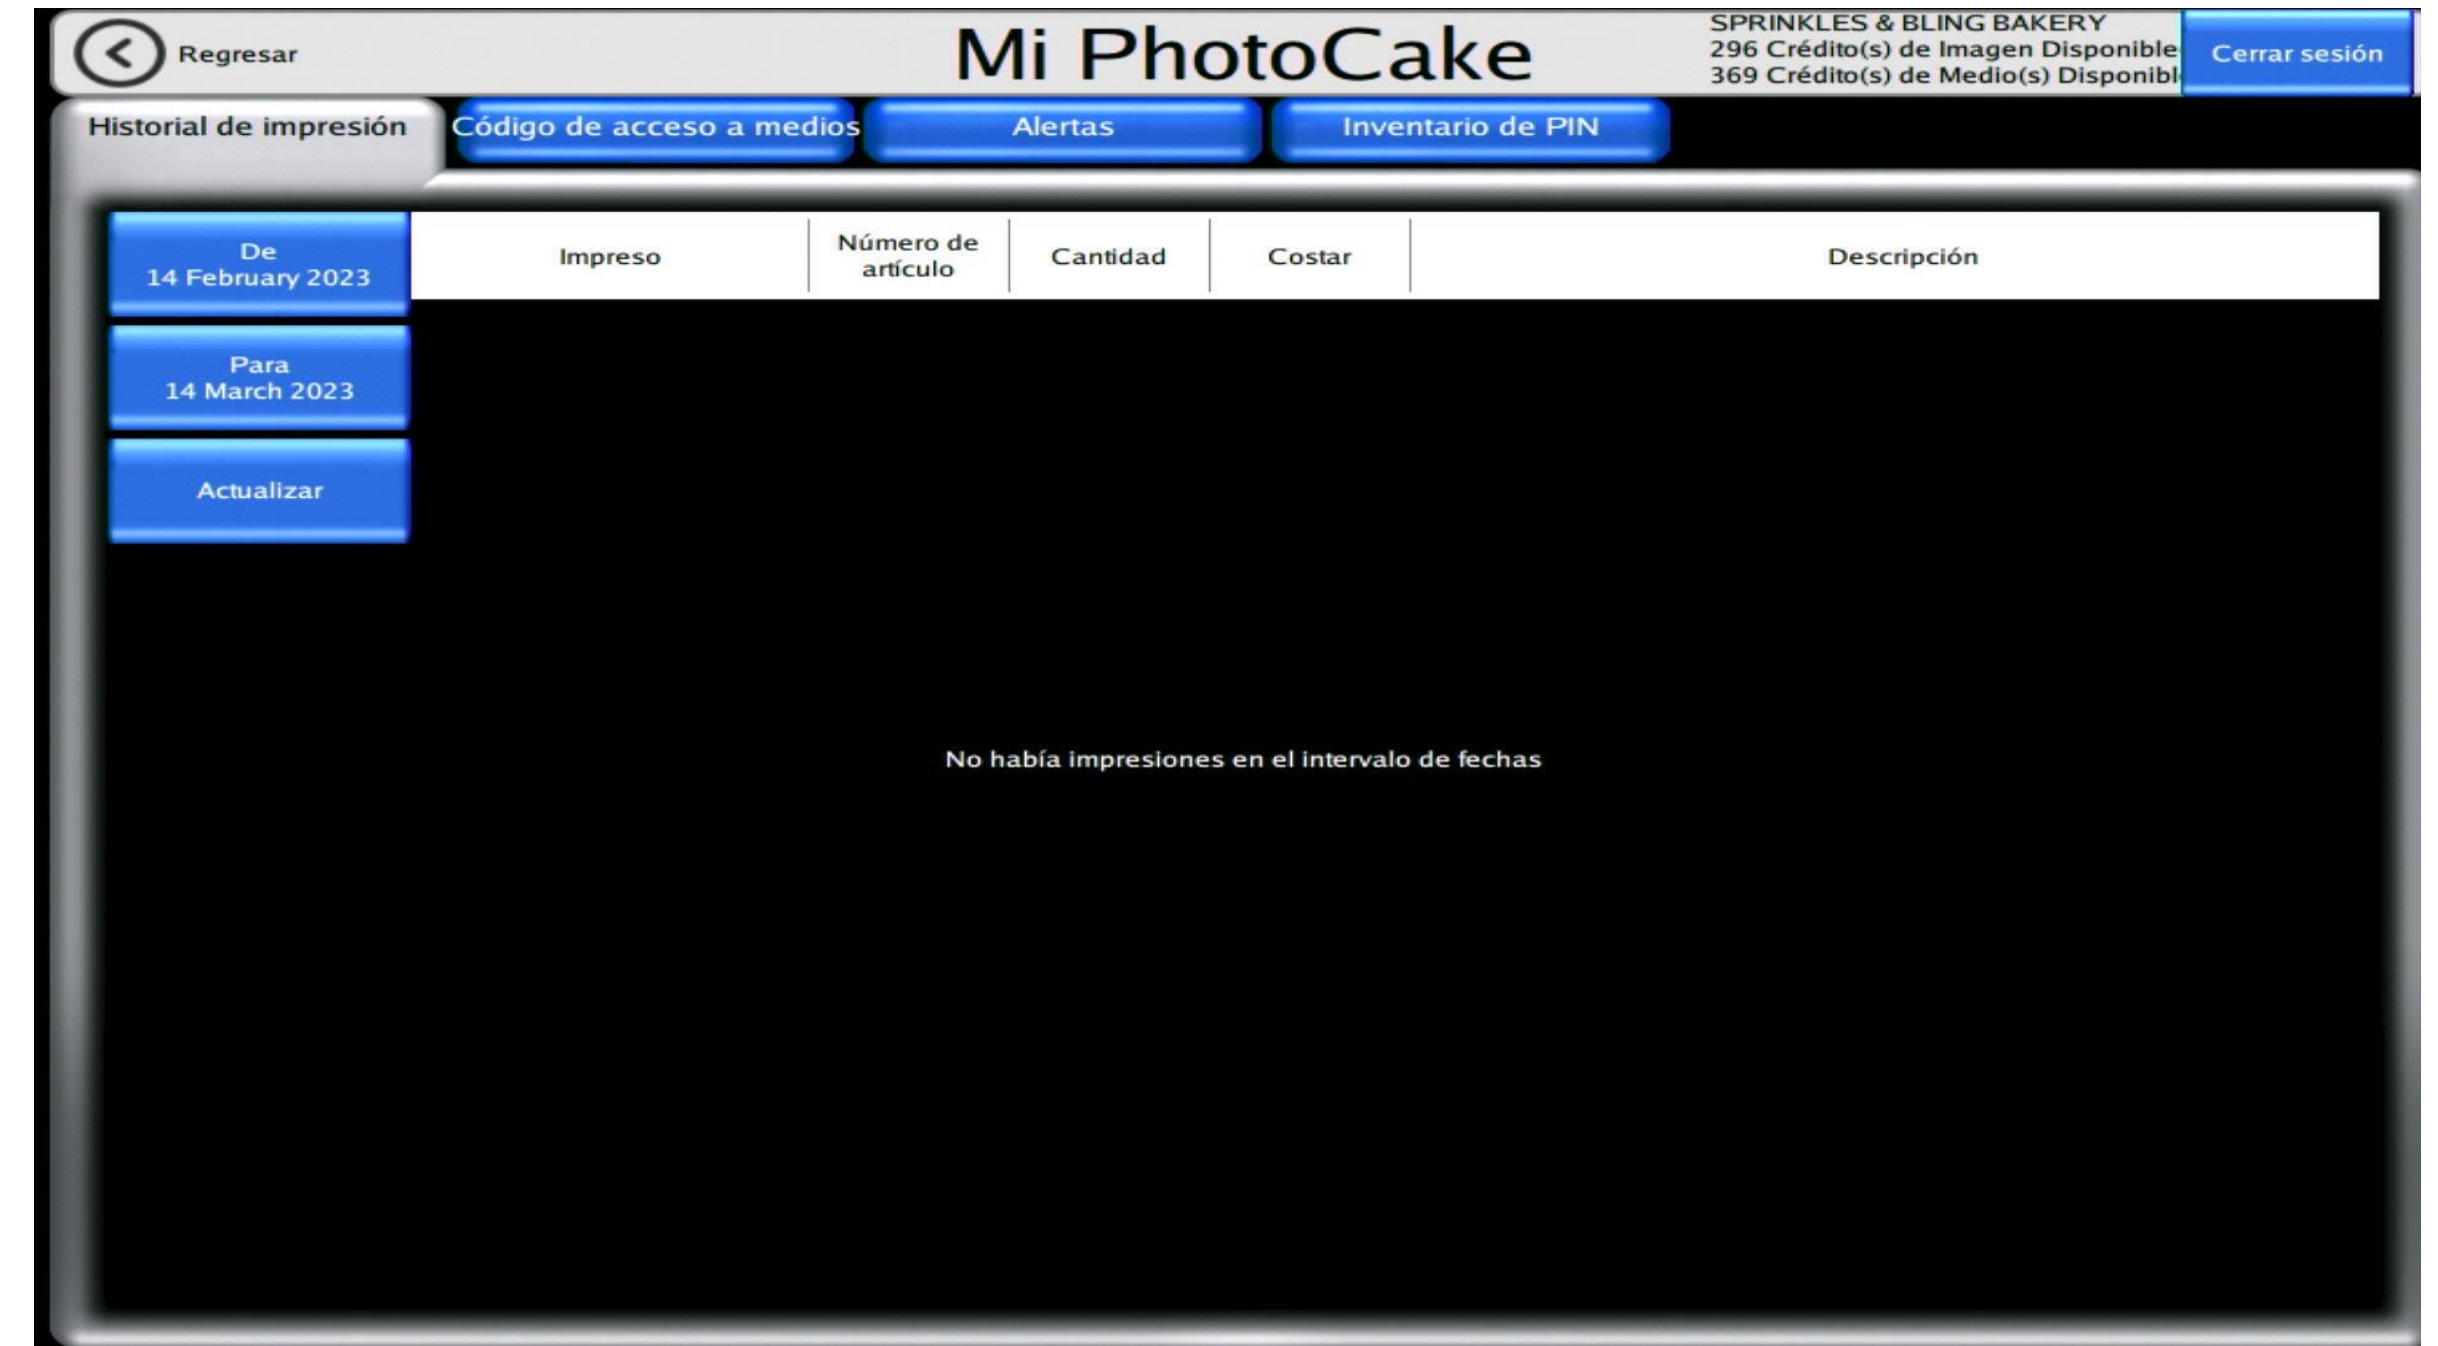 Regresar
Mi PhotoCake
SPRINKLES & BLING BAKERY
296 Crédito(s) de Imagen Disponible
369 Crédito(s) de Medio(s) Disponibl
Cerrar sesión
Historial de impresión
Código de acceso a medios
Alertas
Inventario de PIN
De
14 February 2023
Impreso
Número de
artículo
Cantidad
Costar
Descripción
Para
14 March 2023
Actualizar
No había impresiones en el intervalo de fechas